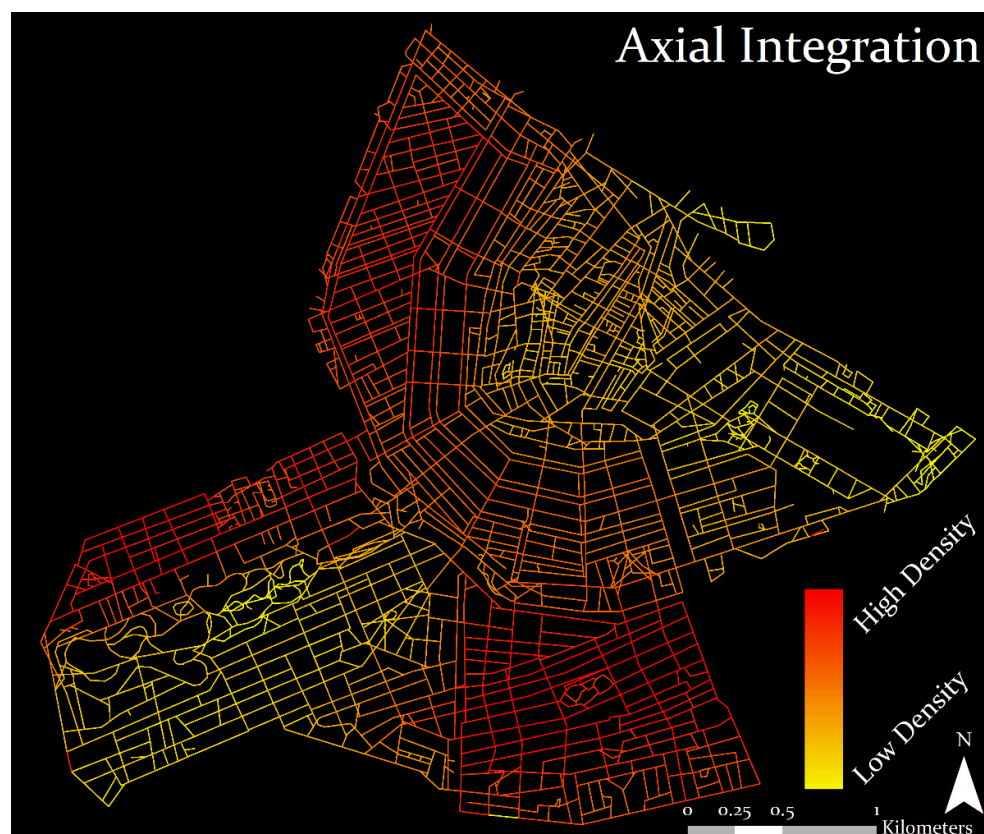 Axial Integration
High Density
Low Density
N
0 0.25 0.5 1
Kilometers